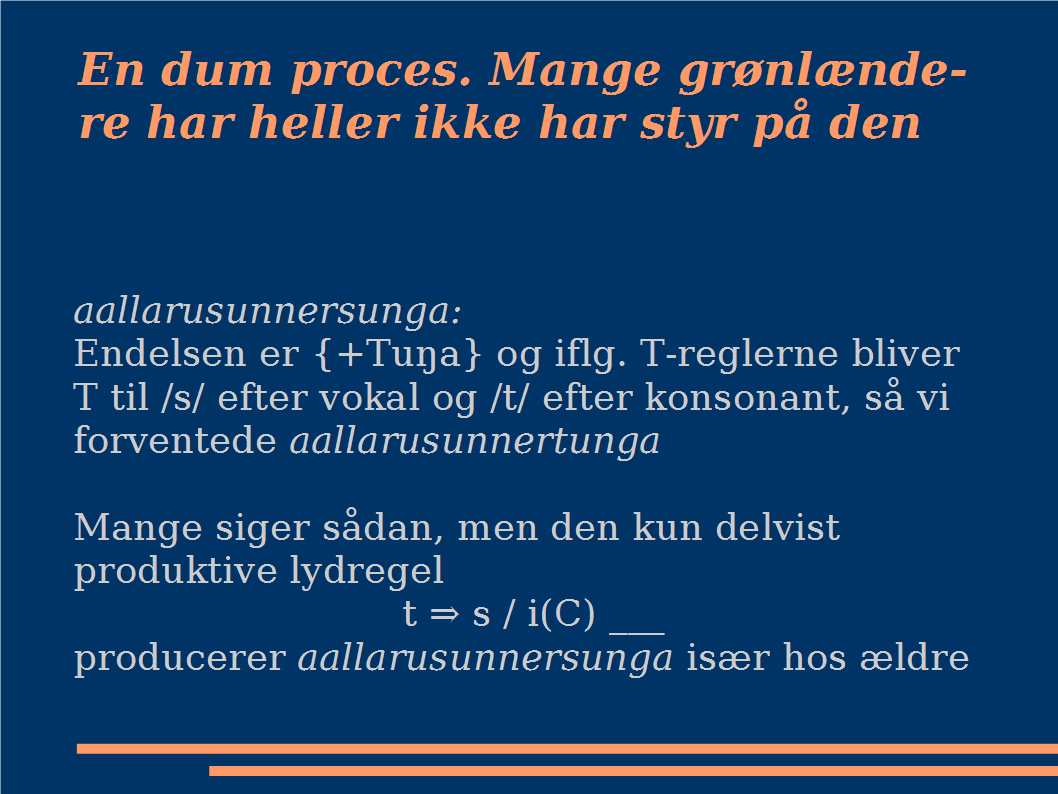 En dum proces. Mange grønlænde-
re har heller ikke har styr på den
aallarusunnersunga:
Endelsen er {+Tuŋa} og iflg. T-reglerne bliver
T til /s/ efter vokal og /t/ efter konsonant, så vi
forventede aallarusunnertunga
Mange siger sådan, men den kun delvist
produktive lydregel
t ⇒ s / i(C) ___
producerer aallarusunnersunga især hos ældre